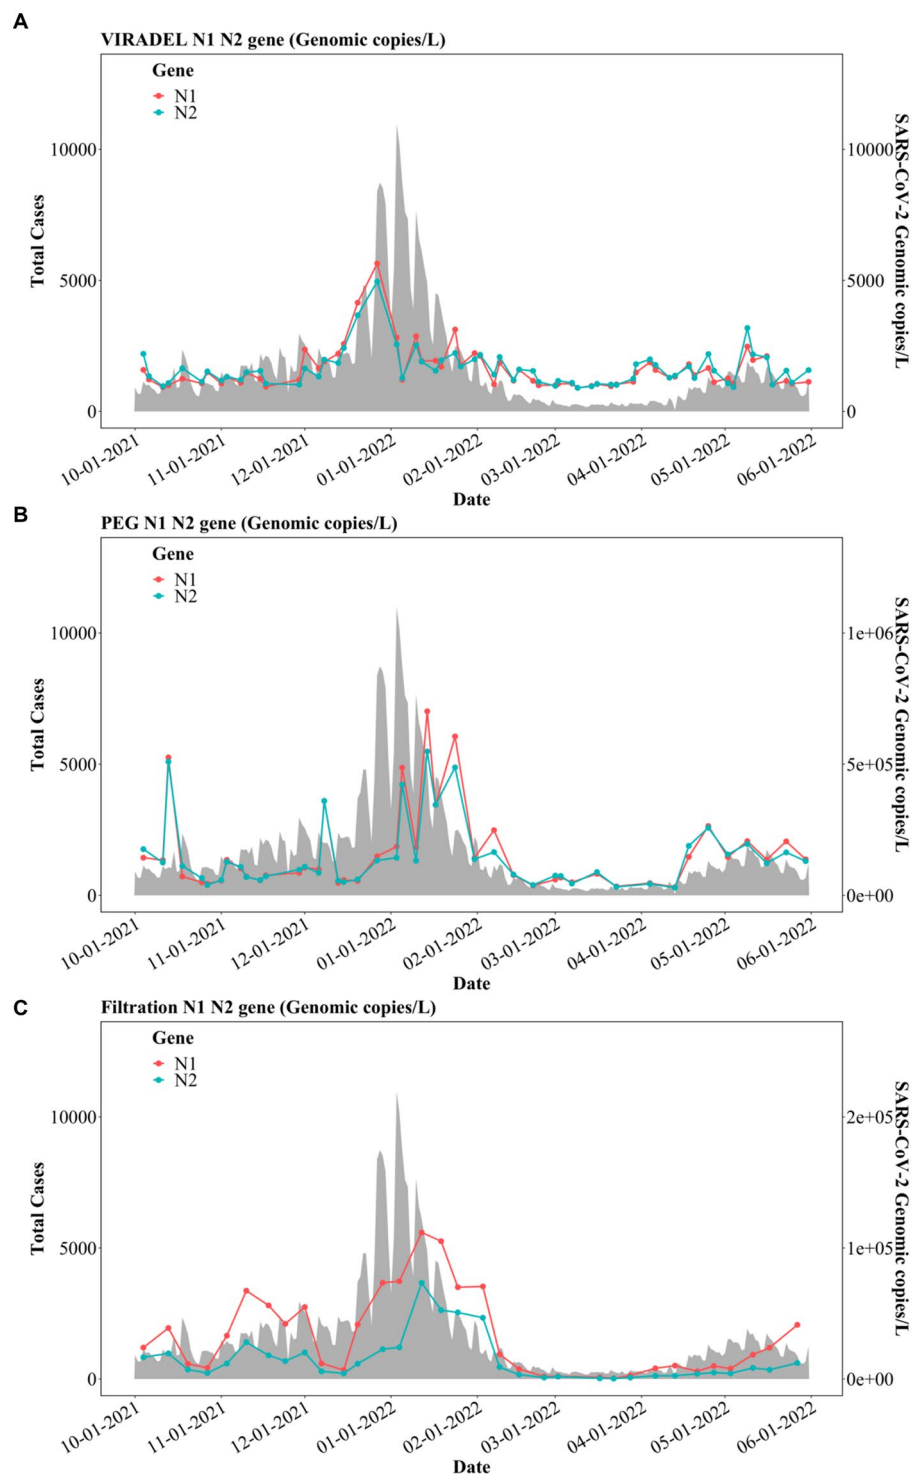 A
VIRADEL N1 N2 gene (Genomic copies/L)
Gene
N1
N2
10000
5000
0
Total Cases
10000
5000
0
SARS-CoV-2 Genomic copies/L
10-01-2021
11-01-2021
12-01-2021
01-01-2022
02-01-2022
03-01-2022
04-01-2022
05-01-2022
06-01-2022
Date
B
PEG N1 N2 gene (Genomic copies/L)
Gene
N1
N2
10000
5000
0
Total Cases
1e+06
5e+05
0e+00
SARS-CoV-2 Genomic copies/L
10-01-2021
11-01-2021
12-01-2021
01-01-2022
02-01-2022
03-01-2022
04-01-2022
05-01-2022
06-01-2022
Date
C
Filtration N1 N2 gene (Genomic copies/L)
Gene
N1
N2
10000
5000
0
Total Cases
2e+05
1e+05
0e+00
SARS-CoV-2 Genomic copies/L
10-01-2021
11-01-2021
12-01-2021
01-01-2022
02-01-2022
03-01-2022
04-01-2022
05-01-2022
06-01-2022
Date